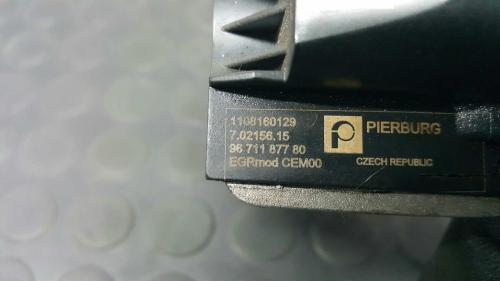 1108160129
7.02156.15
96 711 877 80
EGRmod CEM00
PIERBURG
CZECH REPUBLIC